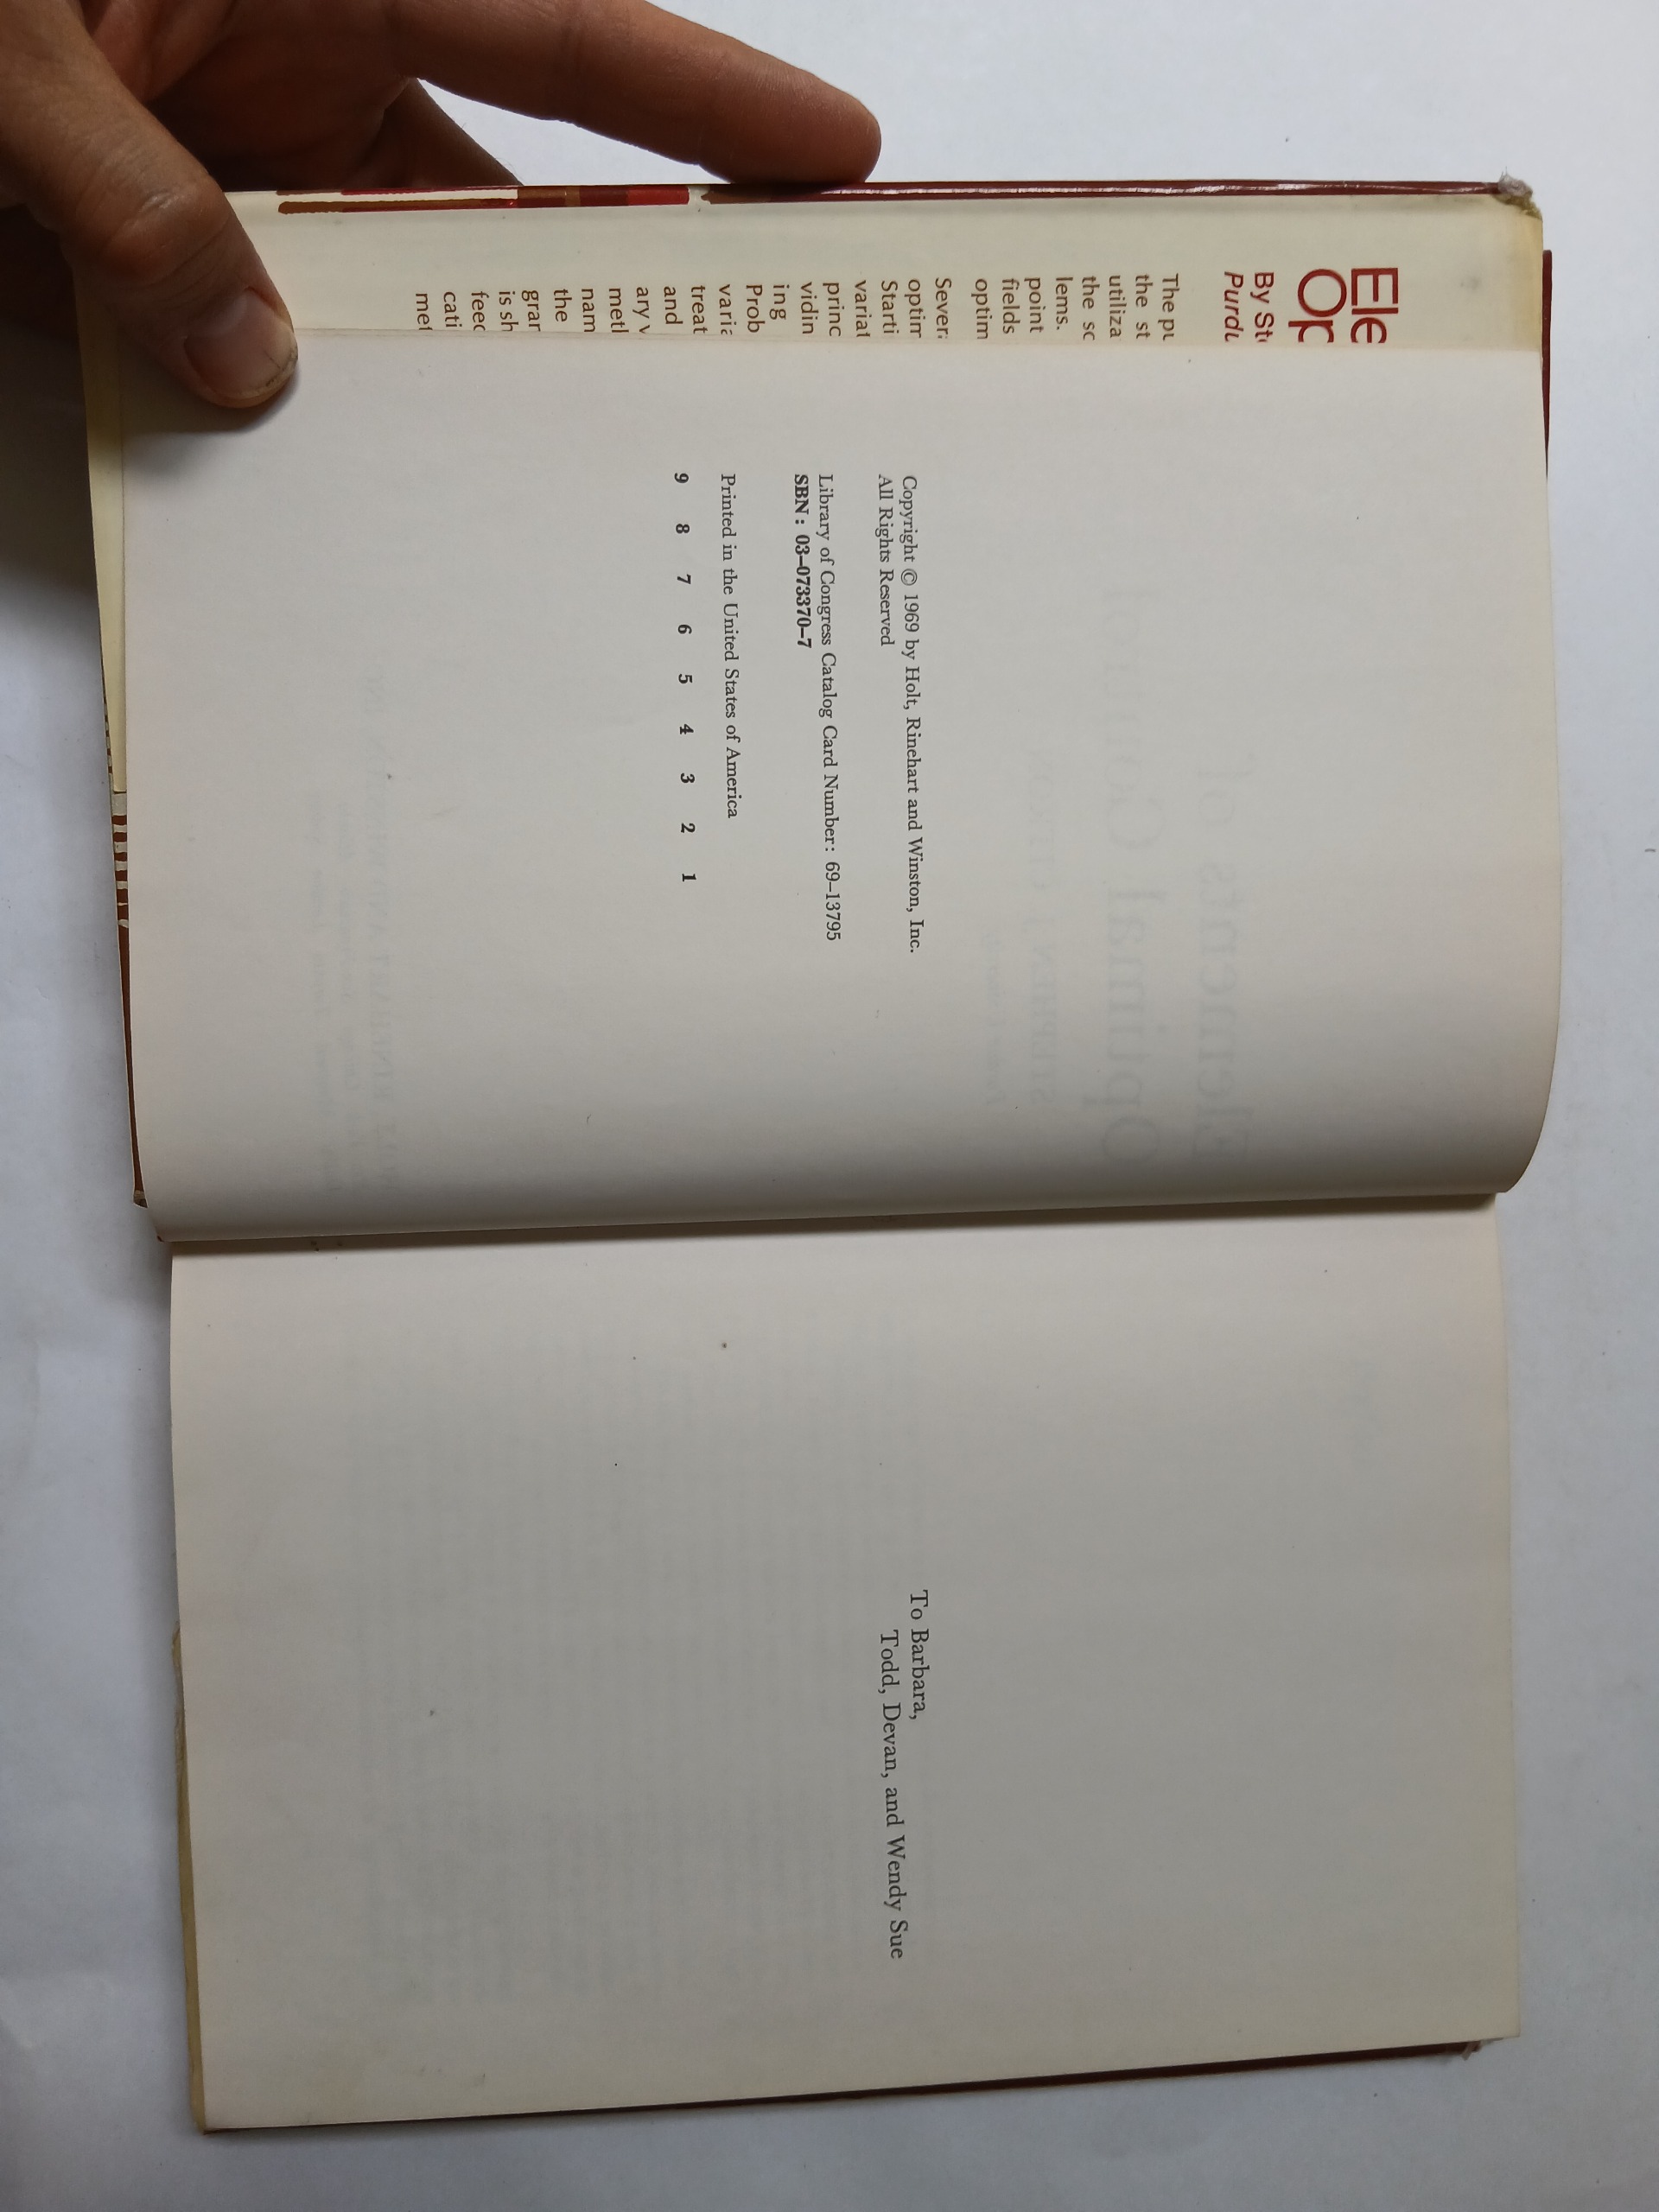 Ele
Op
By St
Purdu
The pu
the st
utiliza
the sc
lems.
point
fields
optim
Sever
optim
Starti
variat
princ
vidin
ing
Prob
varia
treat
and
ary v
metl
nam
the
grar
is sh
feed
cati
met
Copyright © 1969 by Holt, Rinehart and Winston, Inc.
All Rights Reserved
Library of Congress Catalog Card Number: 69–13795
SBN: 03–073370–7
Printed in the United States of America
9 8 7 6 5 4 3 2 1
To Barbara,
Todd, Devan, and Wendy Sue